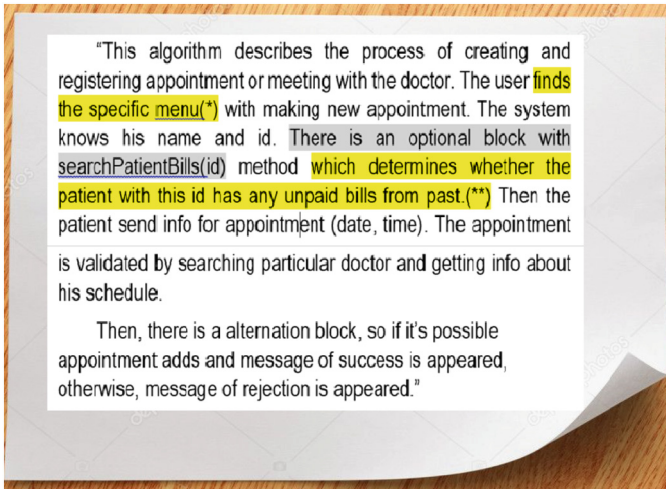 “This algorithm describes the process of creating and
registering appointment or meeting with the doctor. The user finds
the specific menu(*) with making new appointment. The system
knows his name and id. There is an optional block with
searchPatientBills(id) method which determines whether the
patient with this id has any unpaid bills from past.(**) Then the
patient send info for appointment (date, time). The appointment
is validated by searching particular doctor and getting info about
his schedule.
Then, there is a alternation block, so if it’s possible
appointment adds and message of success is appeared,
otherwise, message of rejection is appeared.”